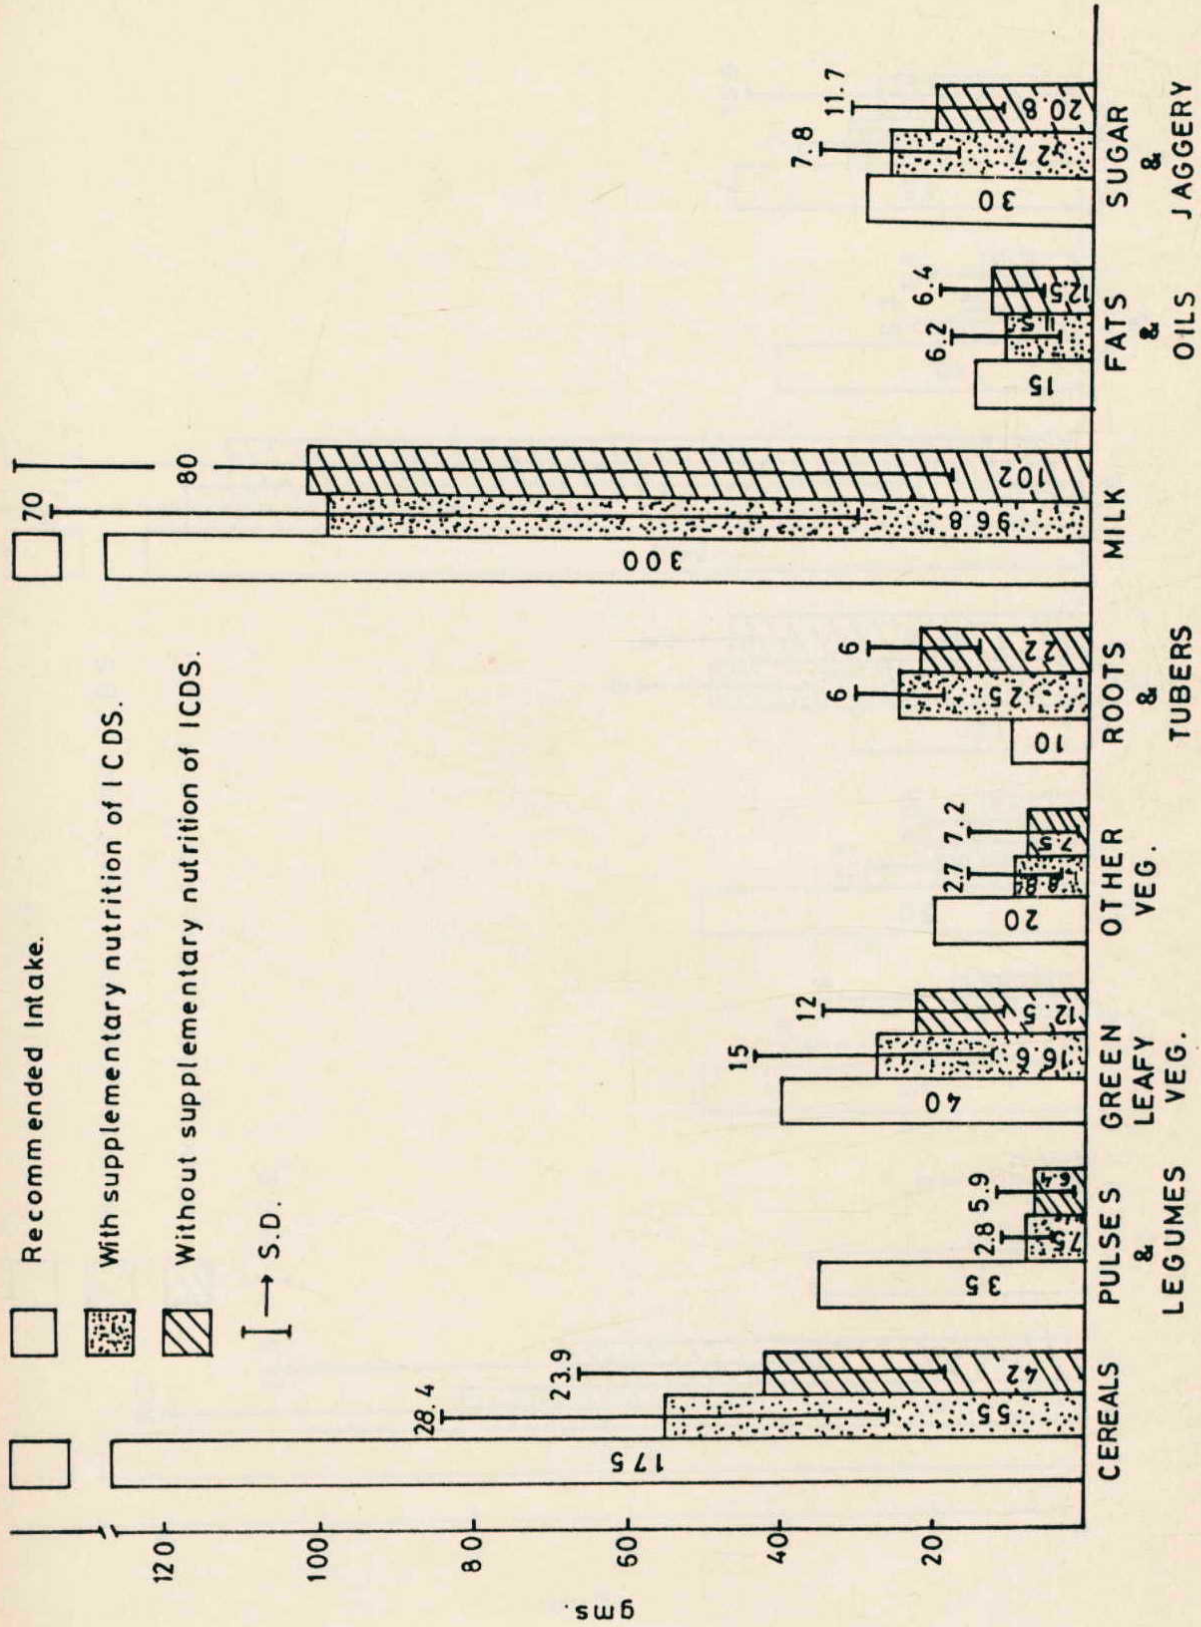 Recommended Intake.
With supplementary nutrition of ICDS.
Without supplementary nutrition of ICDS.
→ S.D.
gms.
120
100
80
60
40
20
175
55
28.4
42
23.9
CEREALS
35
7.5
2.8
6.4
5.9
PULSES
&
LEGUMES
40
16.6
15
12.5
12
GREEN
LEAFY
VEG.
20
8.8
2.7
7.5
7.2
OTHER
VEG.
10
25
6
22
6
ROOTS
&
TUBERS
300
96.8
70
102
80
MILK
15
11.5
6.2
12.5
6.4
FATS
&
OILS
30
27
7.8
20.8
11.7
SUGAR
&
JAGGERY